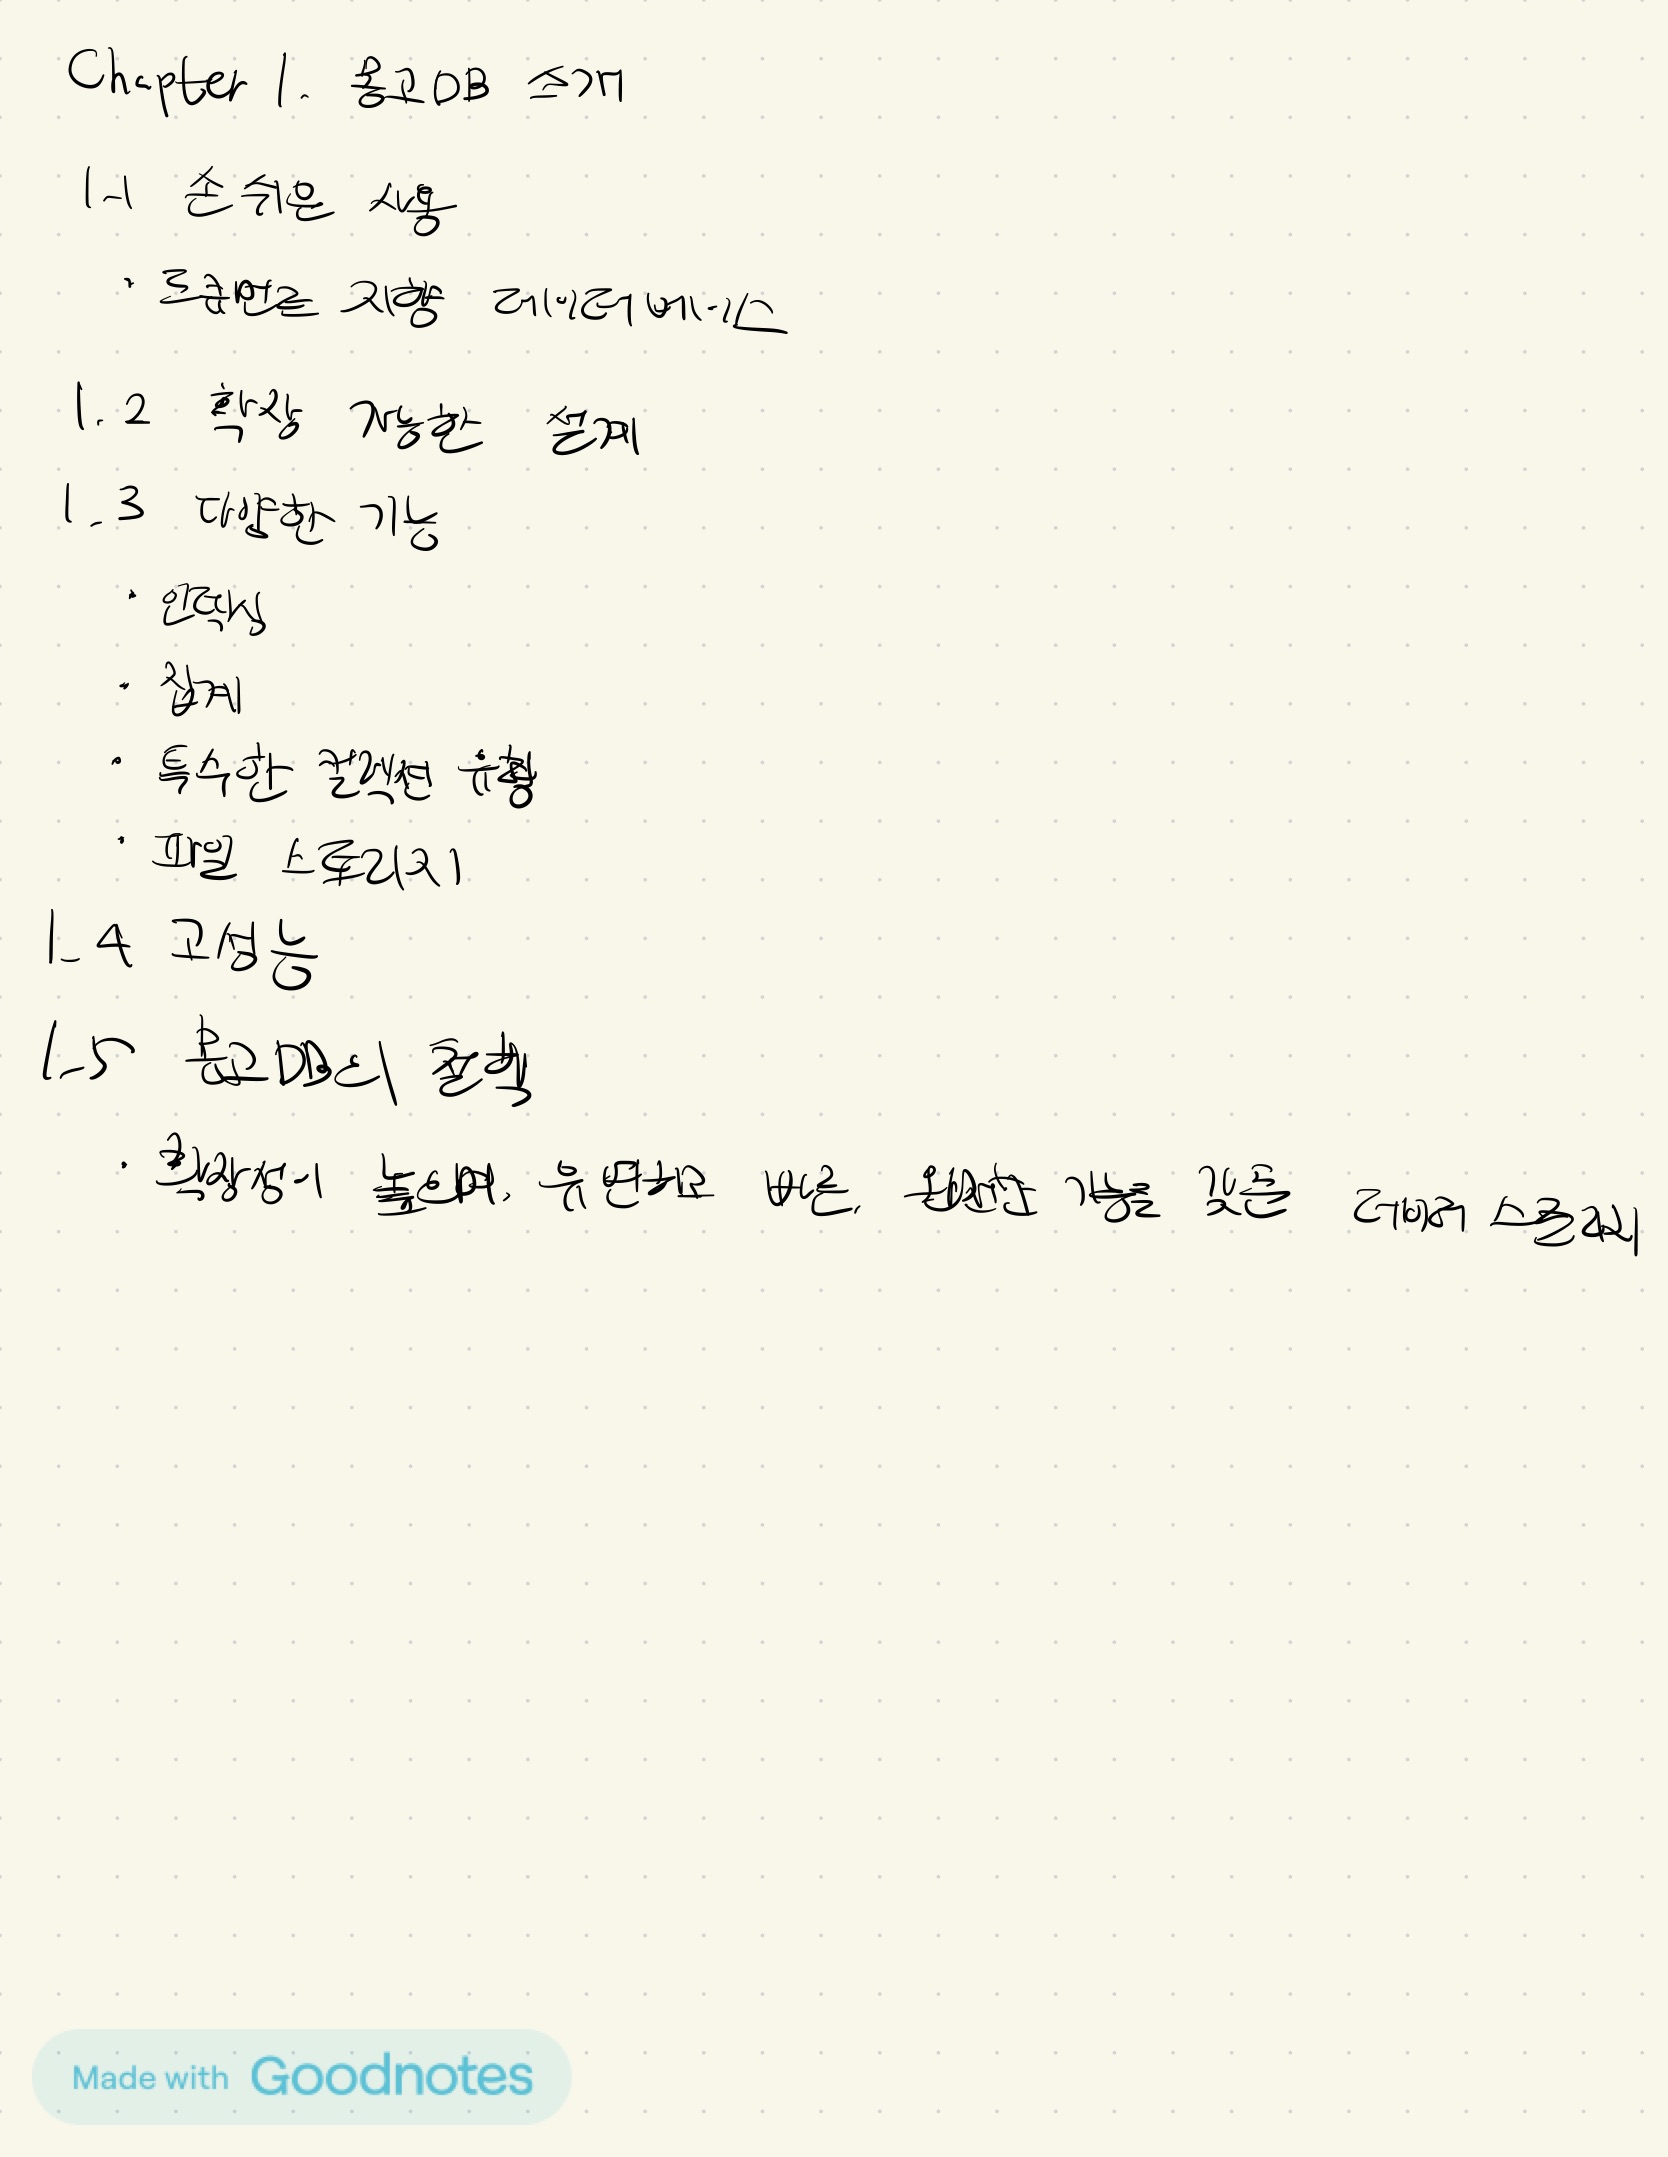 Chapter 1. 몽고DB 소개
1.1 손쉬운 사용
· 도큐먼트 지향 데이터베이스
1.2 확장 가능한 설계
1.3 다양한 기능
· 인덱싱
· 집계
· 특수한 컬렉션 유형
· 파일 스토리지
1.4 고성능
1.5 몽고DB의 철학
· 확장성이 높으며, 유연하고 빠른, 완전한 기능을 갖춘 데이터 스토리지
Made with Goodnotes